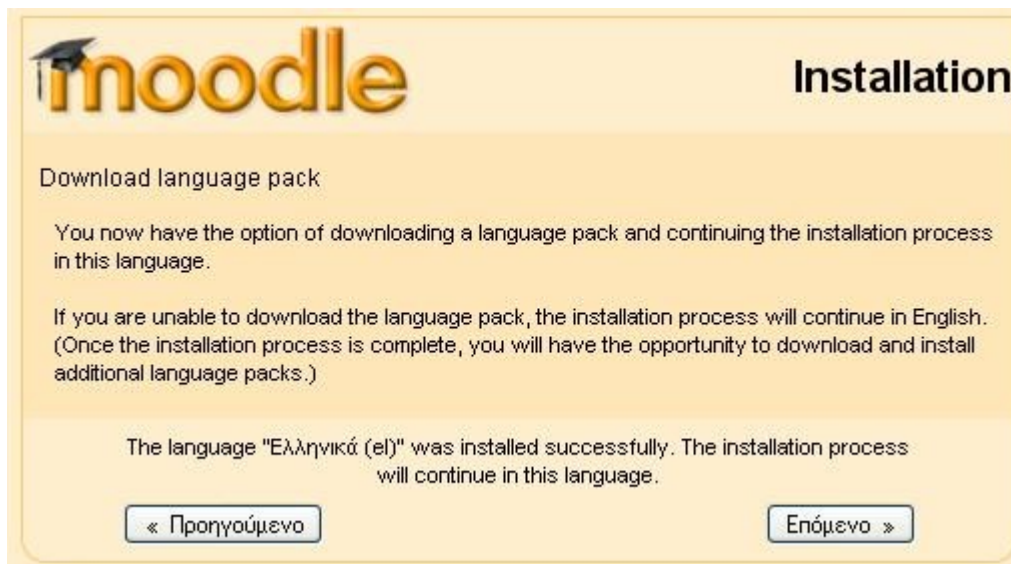 moodle
Installation
Download language pack
You now have the option of downloading a language pack and continuing the installation process
in this language.
If you are unable to download the language pack, the installation process will continue in English.
(Once the installation process is complete, you will have the opportunity to download and install
additional language packs.)
The language "Ελληνικά (el)" was installed successfully. The installation process
will continue in this language.
« Προηγούμενο
Επόμενο »